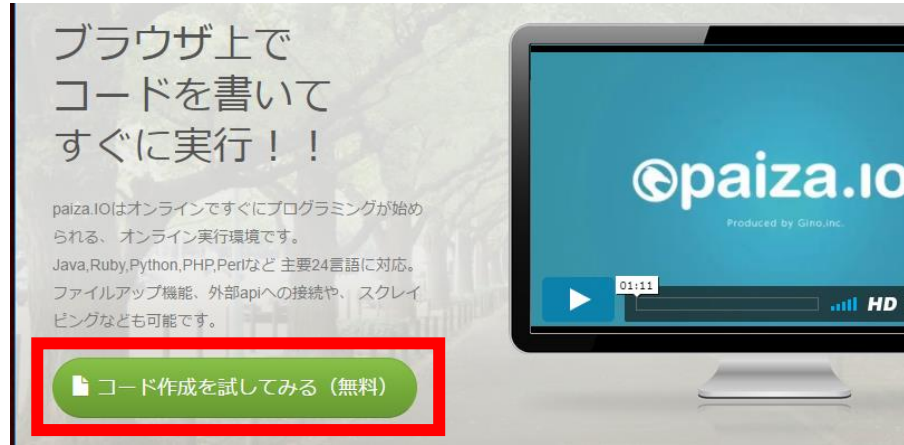 ブラウザ上で
コードを書いて
すぐに実行！！
paiza.IOはオンラインですぐにプログラミングが始め
られる、オンライン実行環境です。
Java,Ruby,Python,PHP,Perlなど 主要24言語に対応。
ファイルアップ機能、外部apiへの接続や、 スクレイ
ピングなども可能です。
コード作成を試してみる（無料）
paiza.IO
Produced by Gino,inc.
01:11
HD